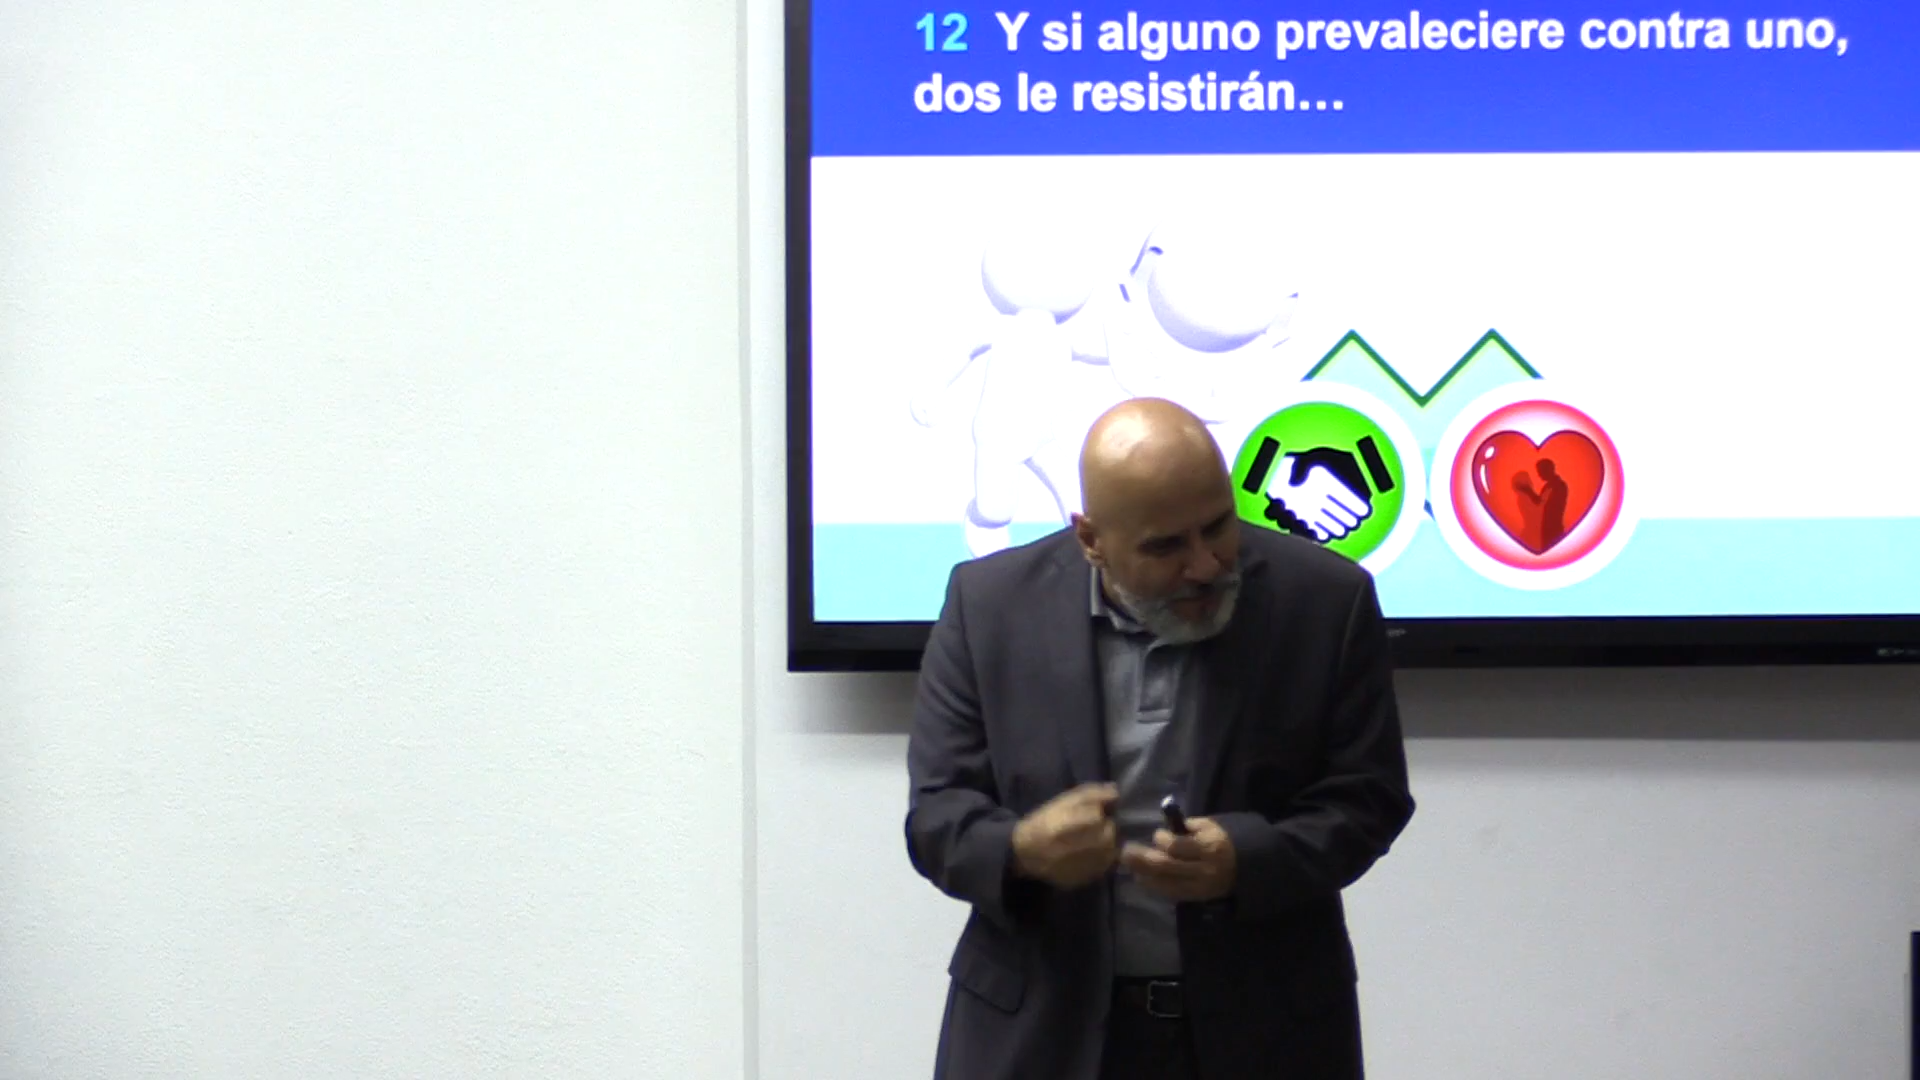 12 Y si alguno prevaleciere contra uno,
dos le resistirán...